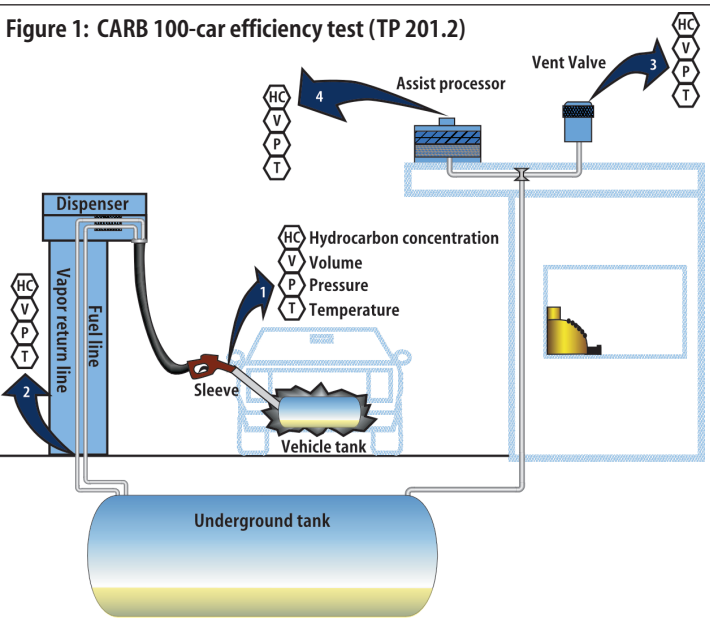 Figure 1: CARB 100-car efficiency test (TP 201.2)
HC
V
P
T
3
Vent Valve
Assist processor
4
HC
V
P
T
Dispenser
HC Hydrocarbon concentration
V Volume
P Pressure
T Temperature
1
HC
V
P
T
2
Vapor return line
Fuel line
Sleeve
Vehicle tank
Underground tank